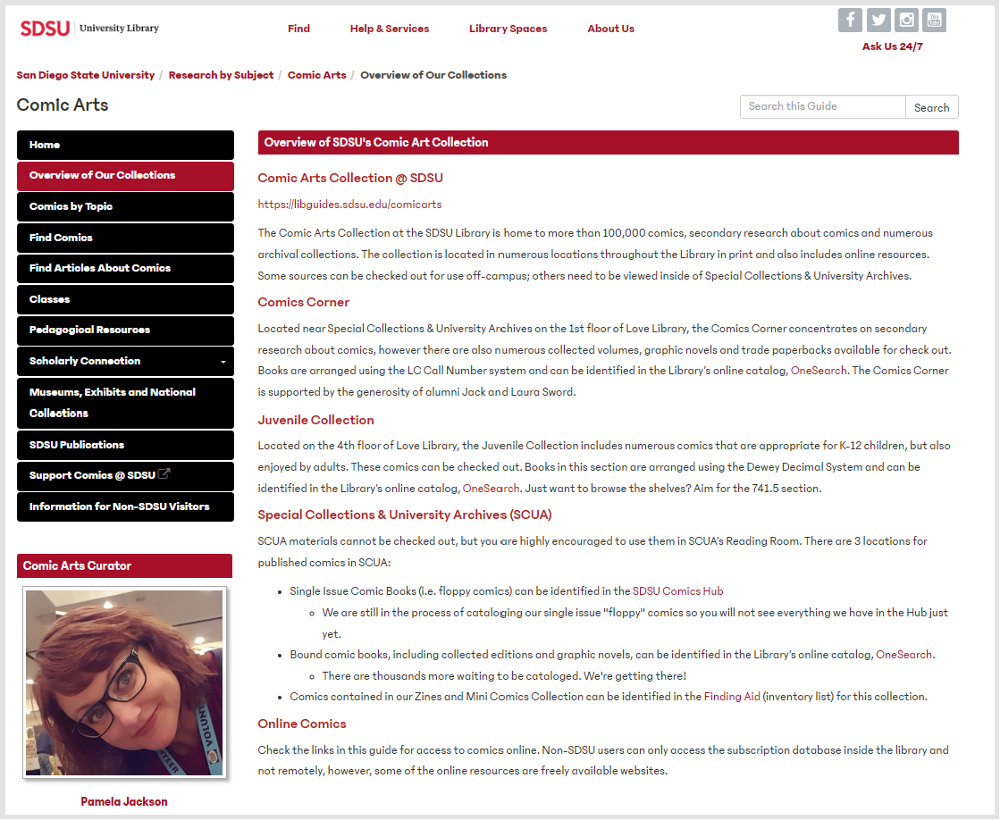 SDSU University Library
Find Help & Services Library Spaces About Us
You Tube
Ask Us 24/7
San Diego State University / Research by Subject / Comic Arts / Overview of Our Collections
Comic Arts
Search this Guide Search
Home
Overview of Our Collections
Comics by Topic
Find Comics
Find Articles About Comics
Classes
Pedagogical Resources
Scholarly Connection
Museums, Exhibits and National
Collections
SDSU Publications
Support Comics @ SDSU
Information for Non-SDSU Visitors
Comic Arts Curator
VOLUN
TEER
Pamela Jackson
Overview of SDSU's Comic Art Collection
Comic Arts Collection @ SDSU
https://libguides.sdsu.edu/comicarts
The Comic Arts Collection at the SDSU Library is home to more than 100,000 comics, secondary research about comics and numerous
archival collections. The collection is located in numerous locations throughout the Library in print and also includes online resources.
Some sources can be checked out for use off-campus; others need to be viewed inside of Special Collections & University Archives.
Comics Corner
Located near Special Collections & University Archives on the 1st floor of Love Library, the Comics Corner concentrates on secondary
research about comics, however there are also numerous collected volumes, graphic novels and trade paperbacks available for check out.
Books are arranged using the LC Call Number system and can be identified in the Library's online catalog, OneSearch. The Comics Corner
is supported by the generosity of alumni Jack and Laura Sword.
Juvenile Collection
Located on the 4th floor of Love Library, the Juvenile Collection includes numerous comics that are appropriate for K-12 children, but also
enjoyed by adults. These comics can be checked out. Books in this section are arranged using the Dewey Decimal System and can be
identified in the Library's online catalog, OneSearch. Just want to browse the shelves? Aim for the 741.5 section.
Special Collections & University Archives (SCUA)
SCUA materials cannot be checked out, but you are highly encouraged to use them in SCUA's Reading Room. There are 3 locations for
published comics in SCUA:
• Single Issue Comic Books (i.e. floppy comics) can be identified in the SDSU Comics Hub
◦ We are still in the process of cataloging our single issue "floppy" comics so you will not see everything we have in the Hub just
yet.
• Bound comic books, including collected editions and graphic novels, can be identified in the Library's online catalog, OneSearch.
◦ There are thousands more waiting to be cataloged. We're getting there!
• Comics contained in our Zines and Mini Comics Collection can be identified in the Finding Aid (inventory list) for this collection.
Online Comics
Check the links in this guide for access to comics online. Non-SDSU users can only access the subscription database inside the library and
not remotely, however, some of the online resources are freely available websites.